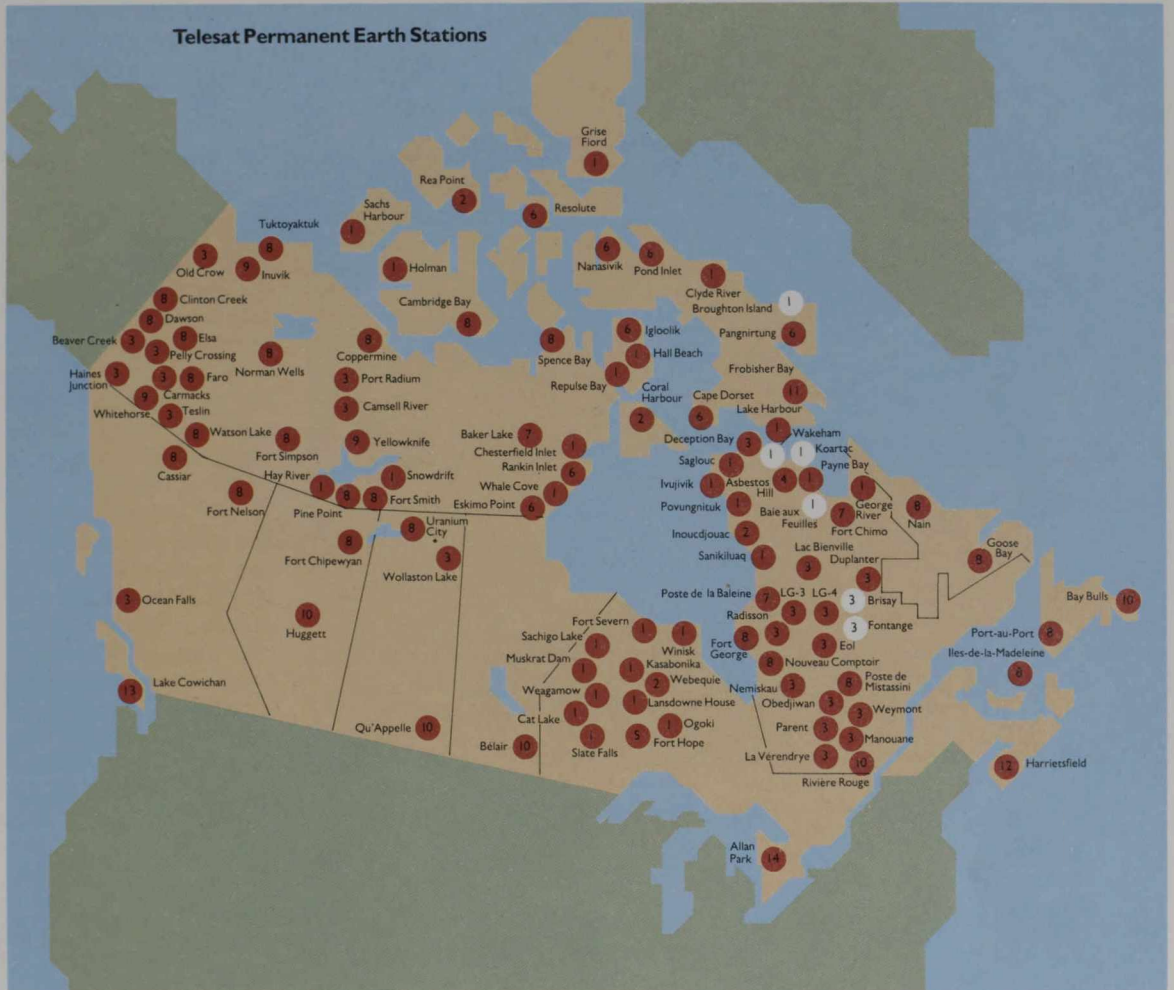 Telesat Permanent Earth Stations
Grise
Fiord
1
Rea Point
2
Resolute
6
Sachs
Harbour
1
Tuktoyaktuk
8
Old Crow
3
Inuvik
9
Holman
1
Nanasivik
6
Pond Inlet
6
Clyde River
1
Broughton Island
1
Clinton Creek
8
Cambridge Bay
8
Dawson
8
Pangnirtung
6
Beaver Creek
3
Elsa
8
Pelly Crossing
3
Norman Wells
8
Coppermine
8
Spence Bay
8
Igloolik
6
Hall Beach
1
Repulse Bay
1
Haines
Junction
3
3
8
Faro
Carmacks
Port Radium
3
Frobisher Bay
11
Whitehorse
9
Teslin
3
Camsell River
3
Coral
Harbour
2
Cape Dorset
6
Lake Harbour
1
Watson Lake
8
Fort Simpson
8
Yellowknife
9
Baker Lake
7
Chesterfield Inlet
1
Deception Bay
3
Wakeham
1
Koartac
1
Cassiar
8
Rankin Inlet
6
Saglouc
1
Payne Bay
1
Hay River
1
Snowdrift
1
Whale Cove
1
Ivujivik
1
Asbestos
Hill
4
George
River
1
Fort Nelson
8
Pine Point
8
8
Fort Smith
Eskimo Point
6
Povungnituk
1
Baie aux
Feuilles
1
Fort Chimo
7
Nain
8
Uranium
City
8
Inoucdjouac
2
Fort Chipewyan
8
Wollaston Lake
3
Sanikiluaq
1
Lac Bienville
3
Duplanter
3
Goose
Bay
8
Ocean Falls
3
Huggett
10
Poste de la Baleine
7
LG-3
3
LG-4
3
Brisay
3
Bay Bulls
10
Fort Severn
1
Winisk
1
Radisson
3
Fontange
3
Fort
George
8
Eol
3
Port-au-Port
8
Sachigo Lake
1
Iles-de-la-Madeleine
8
Muskrat Dam
1
Kasabonika
1
Nouveau Comptoir
8
Webequie
2
Nemiskau
3
Poste de
Mistassini
8
Lake Cowichan
13
Weagamow
1
Lansdowne House
1
Obedjiwan
3
Weymont
3
Cat Lake
1
Qu'Appelle
10
Bélair
10
Slate Falls
1
Fort Hope
5
Ogoki
1
Parent
3
Manouane
3
La Vérendrye
3
Rivière Rouge
10
Harrietsfield
12
Allan
Park
14